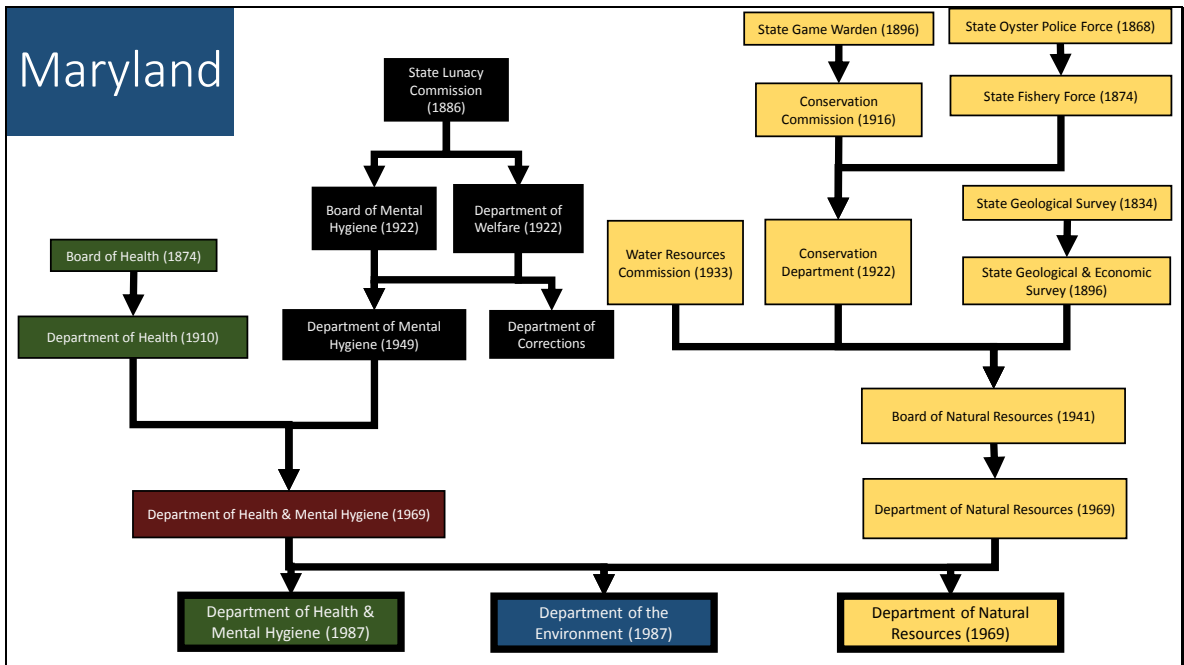 Maryland
State Game Warden (1896)
State Oyster Police Force (1868)
State Lunacy
Commission
(1886)
Conservation
Commission (1916)
State Fishery Force (1874)
Board of Mental
Hygiene (1922)
Department of
Welfare (1922)
State Geological Survey (1834)
Board of Health (1874)
Water Resources
Commission (1933)
Conservation
Department (1922)
State Geological & Economic
Survey (1896)
Department of Health (1910)
Department of Mental
Hygiene (1949)
Department of
Corrections
Board of Natural Resources (1941)
Department of Health & Mental Hygiene (1969)
Department of Natural Resources (1969)
Department of Health &
Mental Hygiene (1987)
Department of the
Environment (1987)
Department of Natural
Resources (1969)